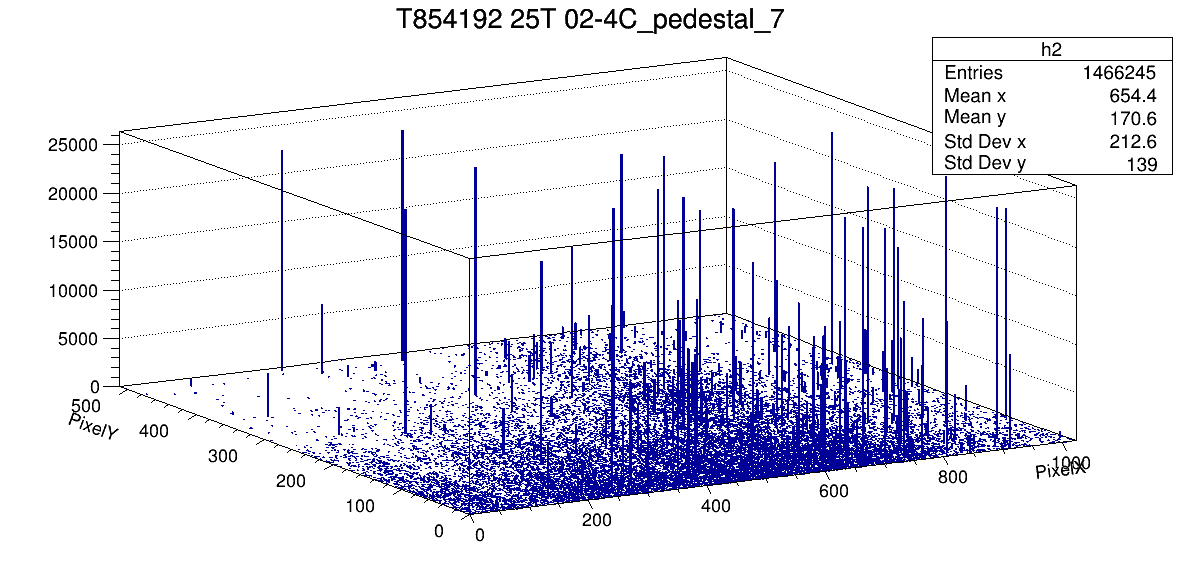 T854192 25T 02-4C_pedestal_7
h2
Entries 1466245
Mean x 654.4
Mean y 170.6
Std Dev x 212.6
Std Dev y 139
25000
20000
15000
10000
5000
0
500
400
300
200
100
0
PixelY
0
200
400
600
800
1000
PixelX